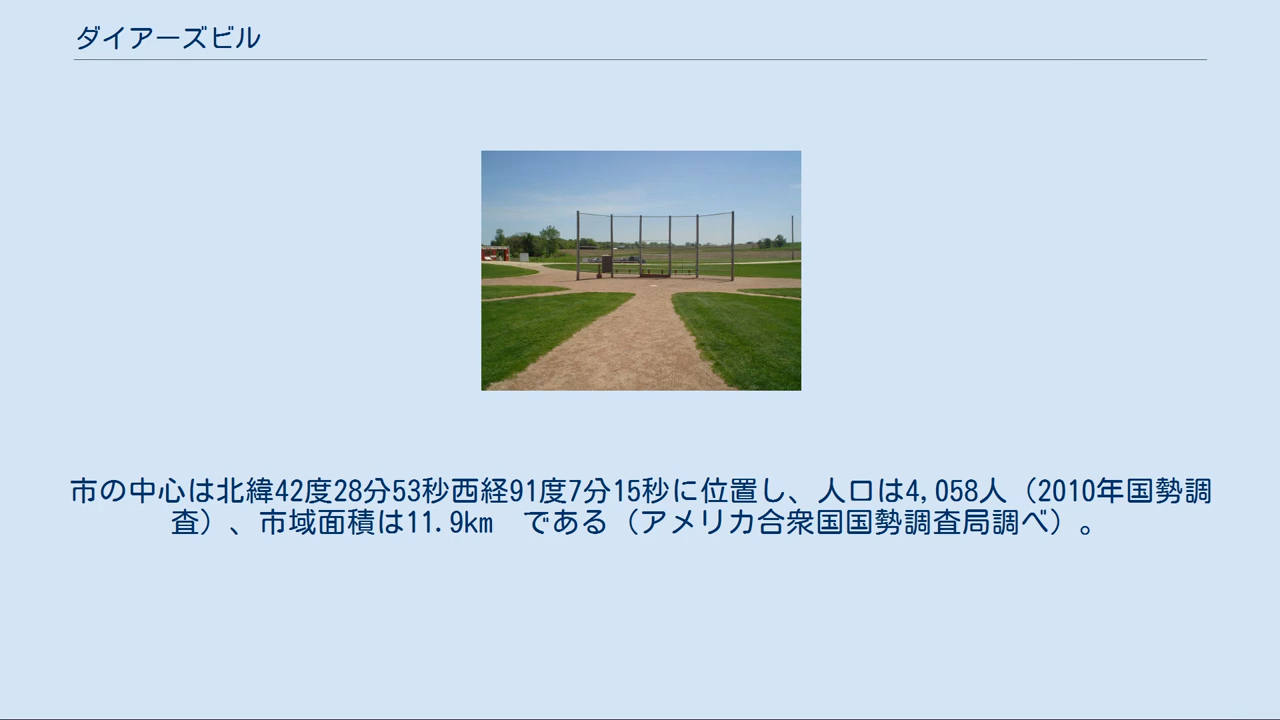 ダイアーズビル
市の中心は北緯42度28分53秒西経91度7分15秒に位置し、人口は4,058人（2010年国勢調
査）、市域面積は11.9km　である（アメリカ合衆国国勢調査局調べ）。